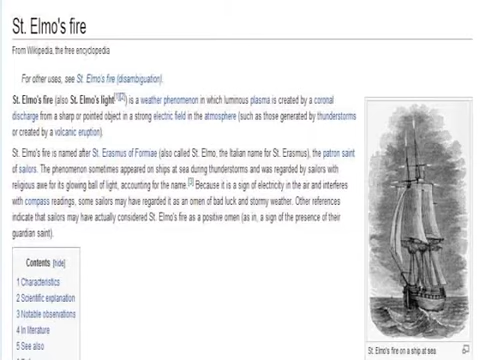 St. Elmo's fire
From Wikipedia, the free encyclopedia
For other uses, see St. Elmo's fire (disambiguation).
St. Elmo's fire (also St. Elmo's light[1][2]) is a weather phenomenon in which luminous plasma is created by a coronal
discharge from a sharp or pointed object in a strong electric field in the atmosphere (such as those generated by thunderstorms
or created by a volcanic eruption).
St. Elmo's fire is named after St. Erasmus of Formiae (also called St. Elmo, the Italian name for St. Erasmus), the patron saint
of sailors. The phenomenon sometimes appeared on ships at sea during thunderstorms and was regarded by sailors with
religious awe for its glowing ball of light, accounting for the name.[3] Because it is a sign of electricity in the air and interferes
with compass readings, some sailors may have regarded it as an omen of bad luck and stormy weather. Other references
indicate that sailors may have actually considered St. Elmo's fire as a positive omen (as in, a sign of the presence of their
guardian saint).
St. Elmo's fire on a ship at sea
Contents [hide]
1 Characteristics
2 Scientific explanation
3 Notable observations
4 In literature
5 See also